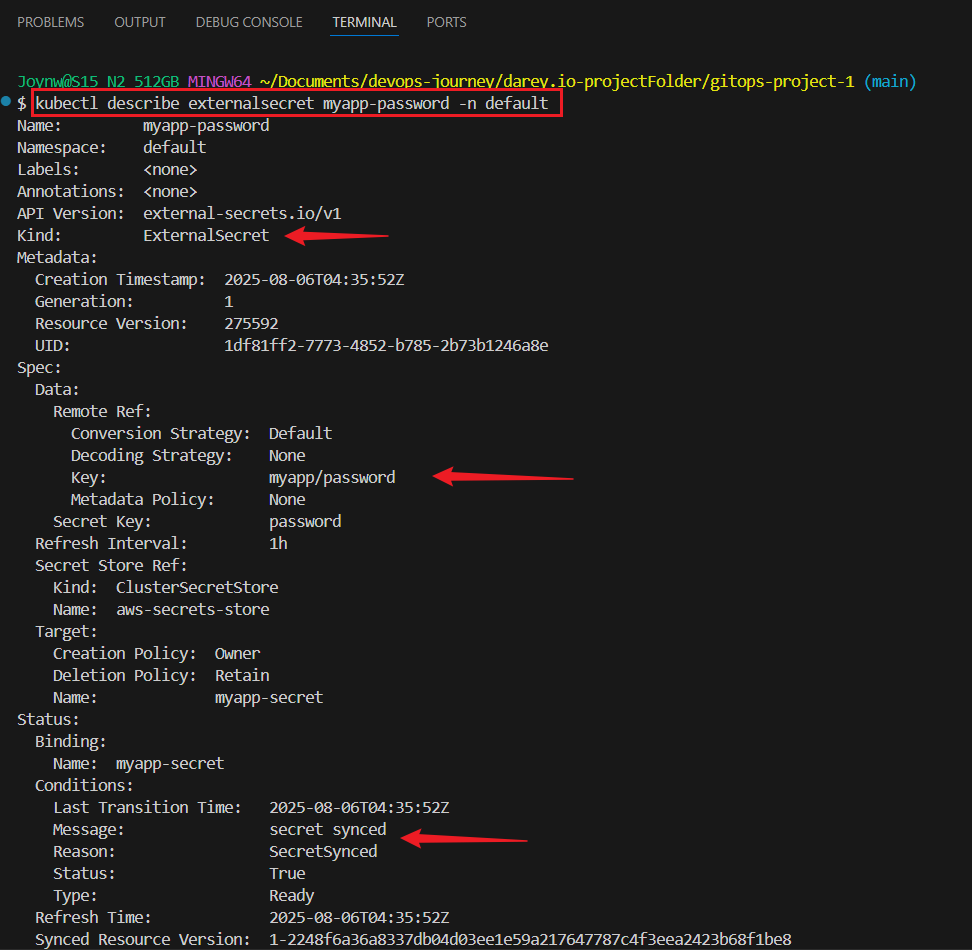 PROBLEMS OUTPUT DEBUG CONSOLE TERMINAL PORTS
Joynw@S15 N2 512GB MINGW64 ~/Documents/devops-journey/darey.io-projectFolder/gitops-project-1 (main)
$ kubectl describe externalsecret myapp-password -n default
Name: myapp-password
Namespace: default
Labels: <none>
Annotations: <none>
API Version: external-secrets.io/v1
Kind: ExternalSecret
Metadata:
Creation Timestamp: 2025-08-06T04:35:52Z
Generation: 1
Resource Version: 275592
UID: 1df81ff2-7773-4852-b785-2b73b1246a8e
Spec:
Data:
Remote Ref:
Conversion Strategy: Default
Decoding Strategy: None
Key: myapp/password
Metadata Policy: None
Secret Key: password
Refresh Interval: 1h
Secret Store Ref:
Kind: ClusterSecretStore
Name: aws-secrets-store
Target:
Creation Policy: Owner
Deletion Policy: Retain
Name: myapp-secret
Status:
Binding:
Name: myapp-secret
Conditions:
Last Transition Time: 2025-08-06T04:35:52Z
Message: secret synced
Reason: SecretSynced
Status: True
Type: Ready
Refresh Time: 2025-08-06T04:35:52Z
Synced Resource Version: 1-2248f6a36a8337db04d03ee1e59a217647787c4f3eea2423b68f1be8